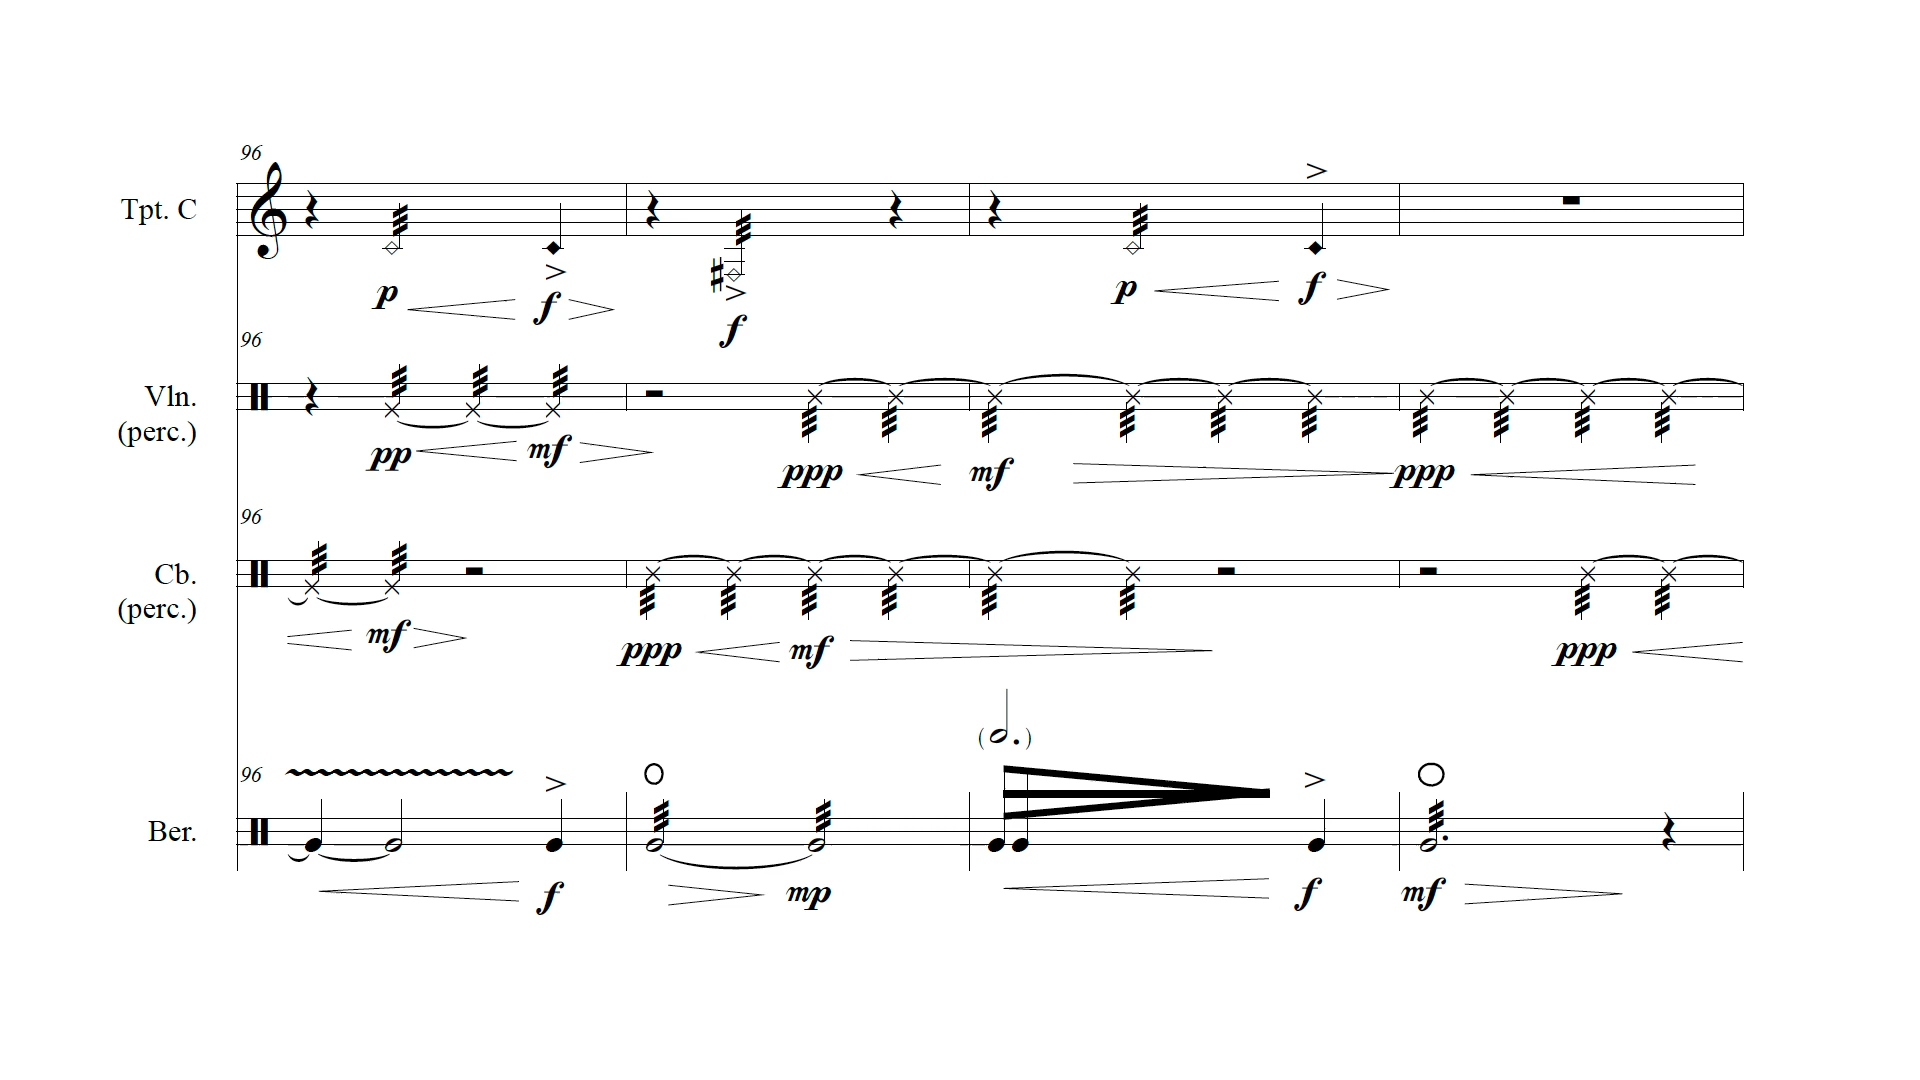 96
Tpt. C
p f f p f
96
Vln.
(perc.)
pp mf ppp mf ppp
96
Cb.
(perc.)
mf ppp mf ppp
( . )
96
Ber.
f mp f mf